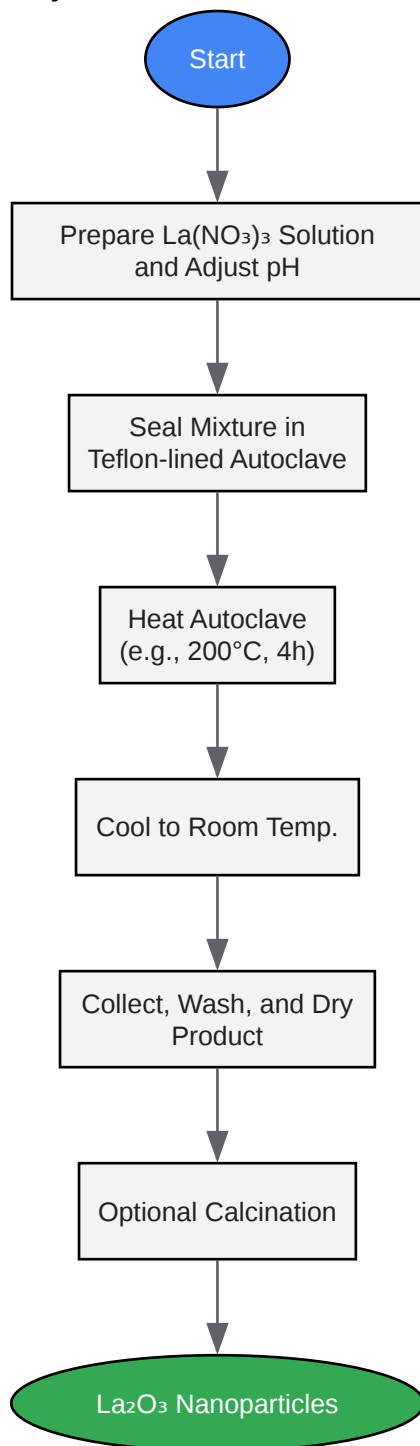 Start
Prepare La(NO₃)₃ Solution
and Adjust pH
Seal Mixture in
Teflon-lined Autoclave
Heat Autoclave
(e.g., 200°C, 4h)
Cool to Room Temp.
Collect, Wash, and Dry
Product
Optional Calcination
La₂O₃ Nanoparticles